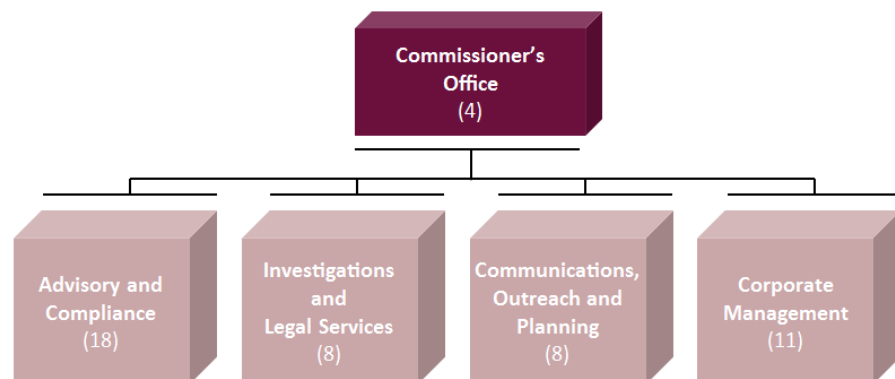 Commissioner’s
Office
(4)
Advisory and
Compliance
(18)
Investigations
and
Legal Services
(8)
Communications,
Outreach and
Planning
(8)
Corporate
Management
(11)